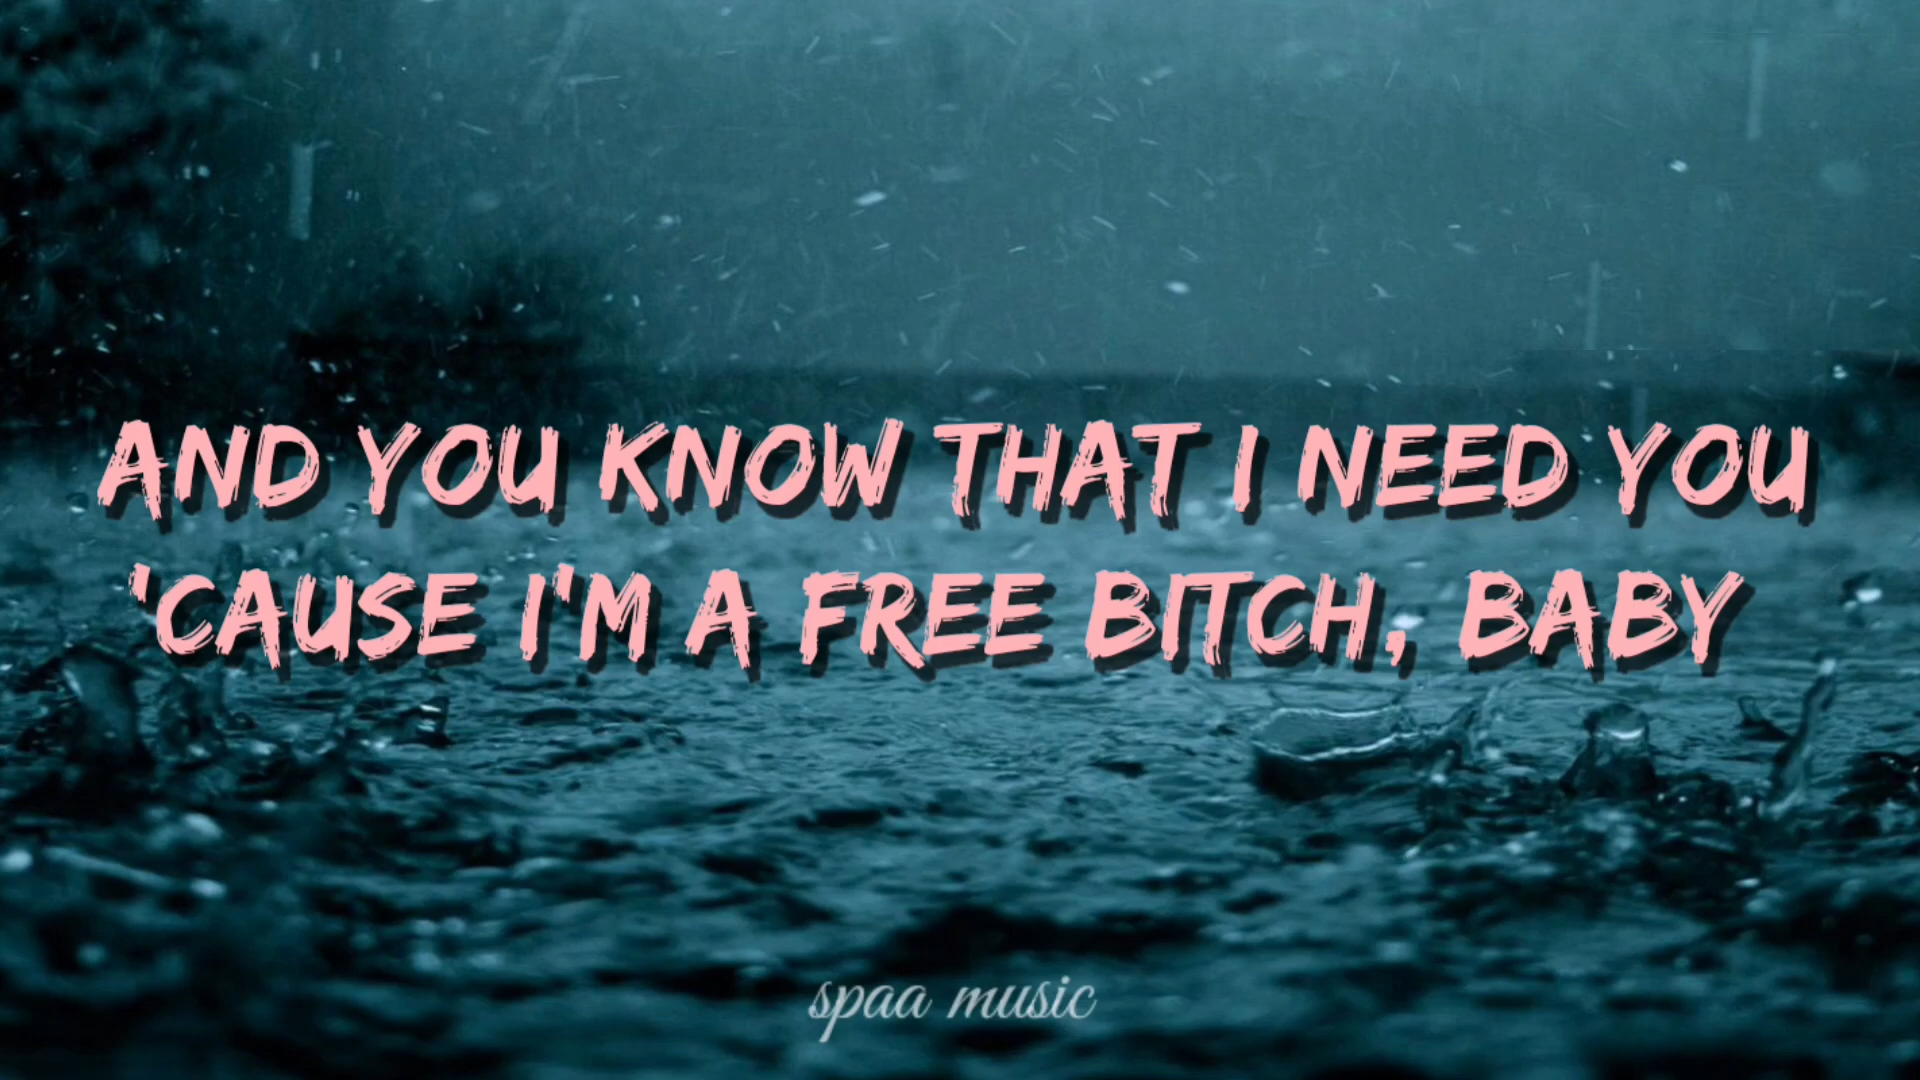 AND YOU KNOW THAT I NEED YOU
'CAUSE I'M A FREE BITCH, BABY
spaa music